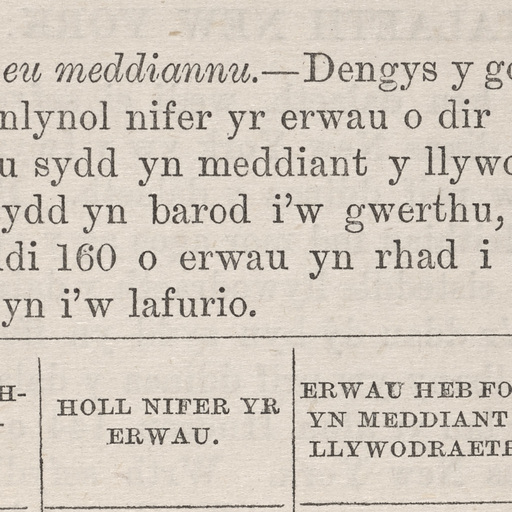 eu meddiannu.—Dengys y go
nlynol nifer yr erwau o dir
u sydd yn meddiant y llywo
ydd yn barod i'w gwerthu,
di 160 o erwau yn rhad i
yn i'w lafurio.
H-
HOLL NIFER YR
ERWAU.
ERWAU HEB FO
YN MEDDIANT
LLYWODRAETH